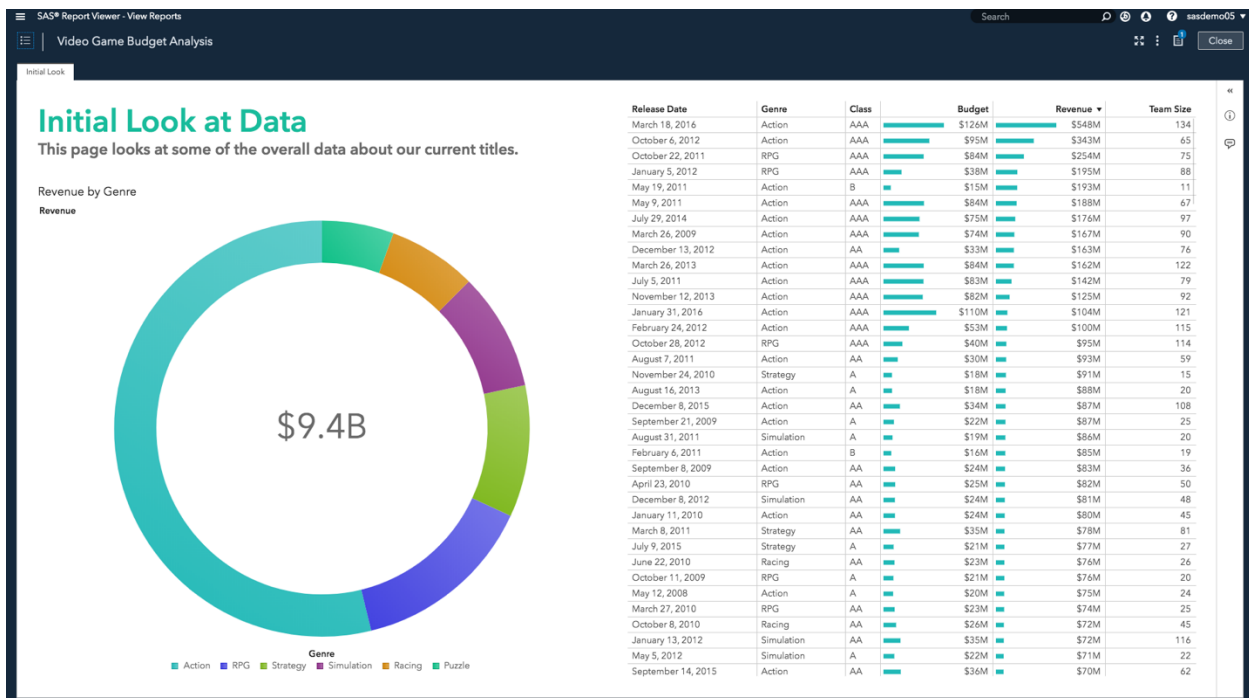 SAS® Report Viewer - View Reports Search sasdemo05
Video Game Budget Analysis 1 Close
Initial Look
Initial Look at Data
This page looks at some of the overall data about our current titles.
Revenue by Genre
Revenue
$9.4B
Genre
Action RPG Strategy Simulation Racing Puzzle
Release Date Genre Class Budget Revenue Team Size
March 18, 2016 Action AAA $126M $548M 134
October 6, 2012 Action AAA $95M $343M 65
October 22, 2011 RPG AAA $84M $254M 75
January 5, 2012 RPG AAA $38M $195M 88
May 19, 2011 Action B $15M $193M 11
May 9, 2011 Action AAA $84M $188M 67
July 29, 2014 Action AAA $75M $176M 97
March 26, 2009 Action AAA $74M $167M 90
December 13, 2012 Action AA $33M $163M 76
March 26, 2013 Action AAA $84M $162M 122
July 5, 2011 Action AAA $83M $142M 79
November 12, 2013 Action AAA $82M $125M 92
January 31, 2016 Action AAA $110M $104M 121
February 24, 2012 Action AAA $53M $100M 115
October 28, 2012 RPG AAA $40M $95M 114
August 7, 2011 Action AA $30M $93M 59
November 24, 2010 Strategy A $18M $91M 15
August 16, 2013 Action A $18M $88M 20
December 8, 2015 Action AA $34M $87M 108
September 21, 2009 Action A $22M $87M 25
August 31, 2011 Simulation A $19M $86M 20
February 6, 2011 Action B $16M $85M 19
September 8, 2009 Action AA $24M $83M 36
April 23, 2010 RPG AA $25M $82M 50
December 8, 2012 Simulation AA $24M $81M 48
January 11, 2010 Action AA $24M $80M 45
March 8, 2011 Strategy AA $35M $78M 81
July 9, 2015 Strategy A $21M $77M 27
June 22, 2010 Racing AA $23M $76M 26
October 11, 2009 RPG A $21M $76M 20
May 12, 2008 Action A $20M $75M 24
March 27, 2010 RPG AA $23M $74M 25
October 8, 2010 Racing AA $26M $72M 45
January 13, 2012 Simulation AA $35M $72M 116
May 5, 2012 Simulation A $22M $71M 22
September 14, 2015 Action AA $36M $70M 62